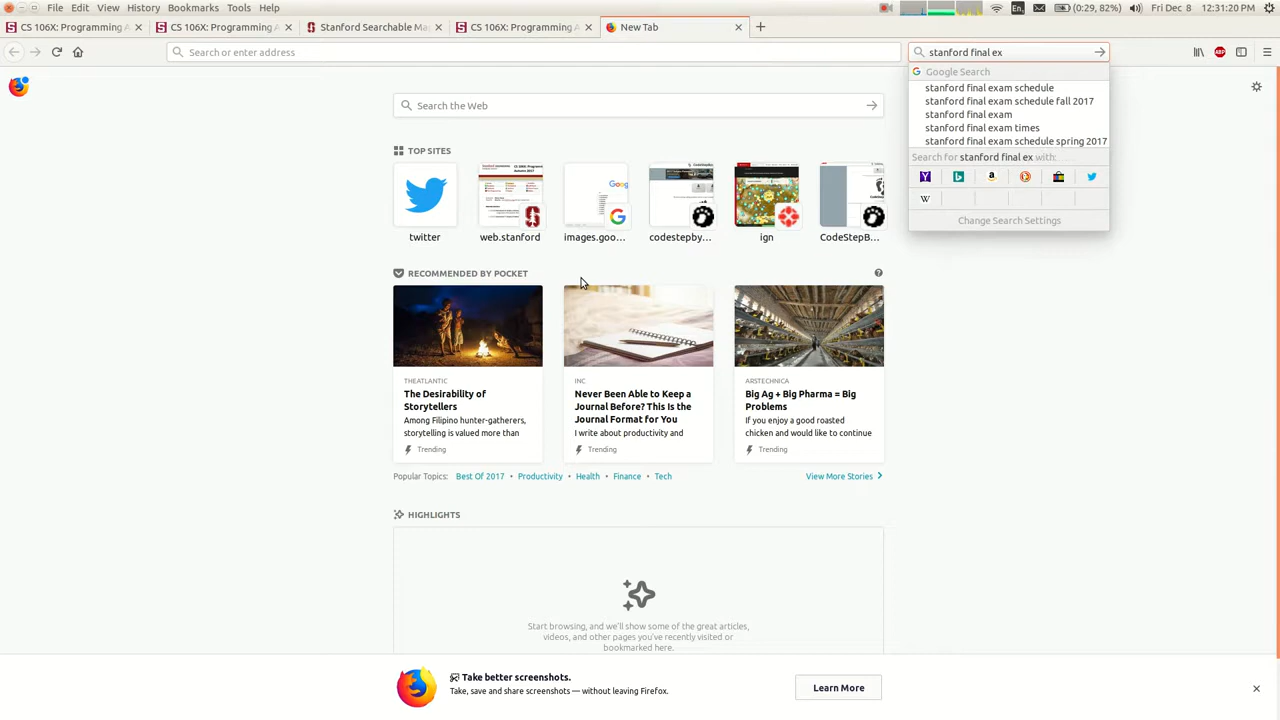 File Edit View History Bookmarks Tools Help
En
(0:29, 82%)
Fri Dec 8 12:31:20 PM
CS 106X: Programming A
CS 106X: Programming A
Stanford Searchable Ma
CS 106X: Programming A
New Tab
Search or enter address
stanford final ex
Google Search
stanford final exam schedule
stanford final exam schedule fall 2017
stanford final exam
stanford final exam times
stanford final exam schedule spring 2017
Search for stanford final ex with:
Change Search Settings
Search the Web
TOP SITES
twitter
web.stanford
images.goo...
codestepby...
ign
CodeStepB...
RECOMMENDED BY POCKET
THEATLANTIC
The Desirability of
Storytellers
Among Filipino hunter-gatherers,
storytelling is valued more than
Trending
INC
Never Been Able to Keep a
Journal Before? This Is the
Journal Format for You
I write about productivity and
Trending
ARSTECHNICA
Big Ag + Big Pharma = Big
Problems
If you enjoy a good roasted
chicken and would like to continue
Trending
Popular Topics: Best Of 2017 • Productivity • Health • Finance • Tech
View More Stories
HIGHLIGHTS
Start browsing, and we'll show some of the great articles,
videos, and other pages you've recently visited or
bookmarked here.
Take better screenshots.
Take, save and share screenshots — without leaving Firefox.
Learn More